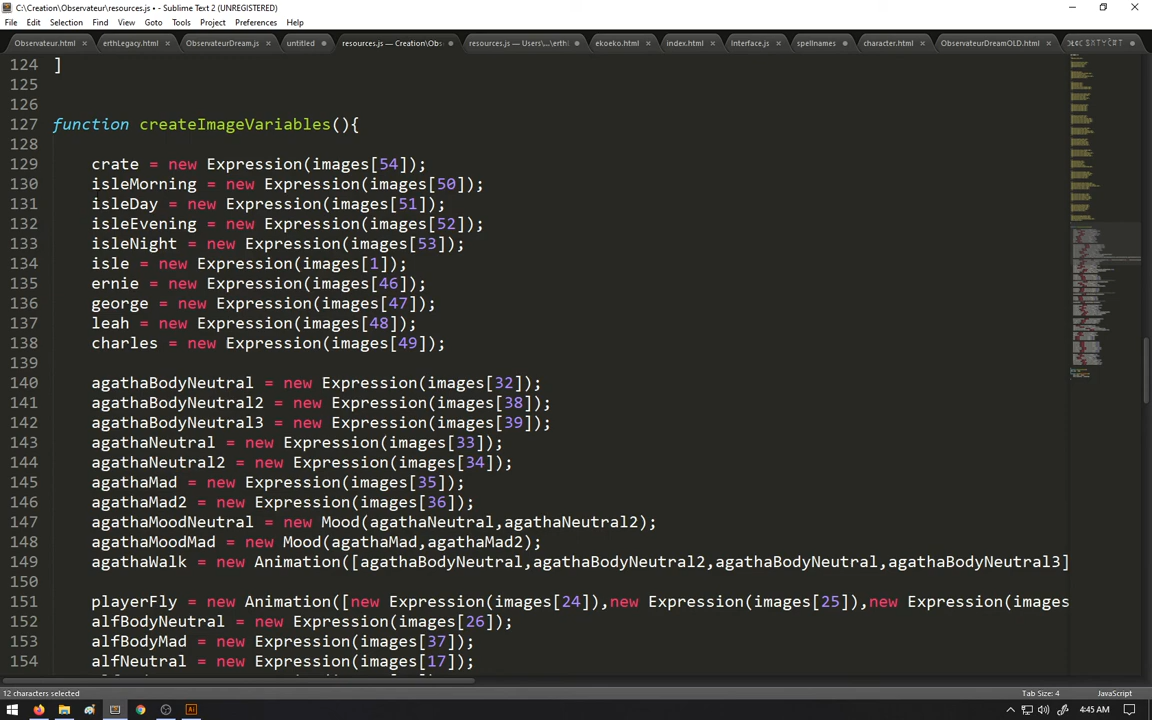 C:\Creation\Observateur\resources.js • - Sublime Text 2 (UNREGISTERED)
File Edit Selection Find View Goto Tools Project Preferences Help
Observateur.html × erthLegacy.html × ObservateurDream.js × untitled resources.js — Creation\Obs resources.js — Users\...\erthi ekoeko.html × index.html × Interface.js × spellnames character.html × ObservateurDreamOLD.html ×
124 ]
125
126
127 function createImageVariables(){
128
129 crate = new Expression(images[54]);
130 isleMorning = new Expression(images[50]);
131 isleDay = new Expression(images[51]);
132 isleEvening = new Expression(images[52]);
133 isleNight = new Expression(images[53]);
134 isle = new Expression(images[1]);
135 ernie = new Expression(images[46]);
136 george = new Expression(images[47]);
137 leah = new Expression(images[48]);
138 charles = new Expression(images[49]);
139
140 agathaBodyNeutral = new Expression(images[32]);
141 agathaBodyNeutral2 = new Expression(images[38]);
142 agathaBodyNeutral3 = new Expression(images[39]);
143 agathaNeutral = new Expression(images[33]);
144 agathaNeutral2 = new Expression(images[34]);
145 agathaMad = new Expression(images[35]);
146 agathaMad2 = new Expression(images[36]);
147 agathaMoodNeutral = new Mood(agathaNeutral,agathaNeutral2);
148 agathaMoodMad = new Mood(agathaMad,agathaMad2);
149 agathaWalk = new Animation([agathaBodyNeutral,agathaBodyNeutral2,agathaBodyNeutral,agathaBodyNeutral3]
150
151 playerFly = new Animation([new Expression(images[24]),new Expression(images[25]),new Expression(images
152 alfBodyNeutral = new Expression(images[26]);
153 alfBodyMad = new Expression(images[37]);
154 alfNeutral = new Expression(images[17]);
12 characters selected Tab Size: 4 JavaScript
4:45 AM